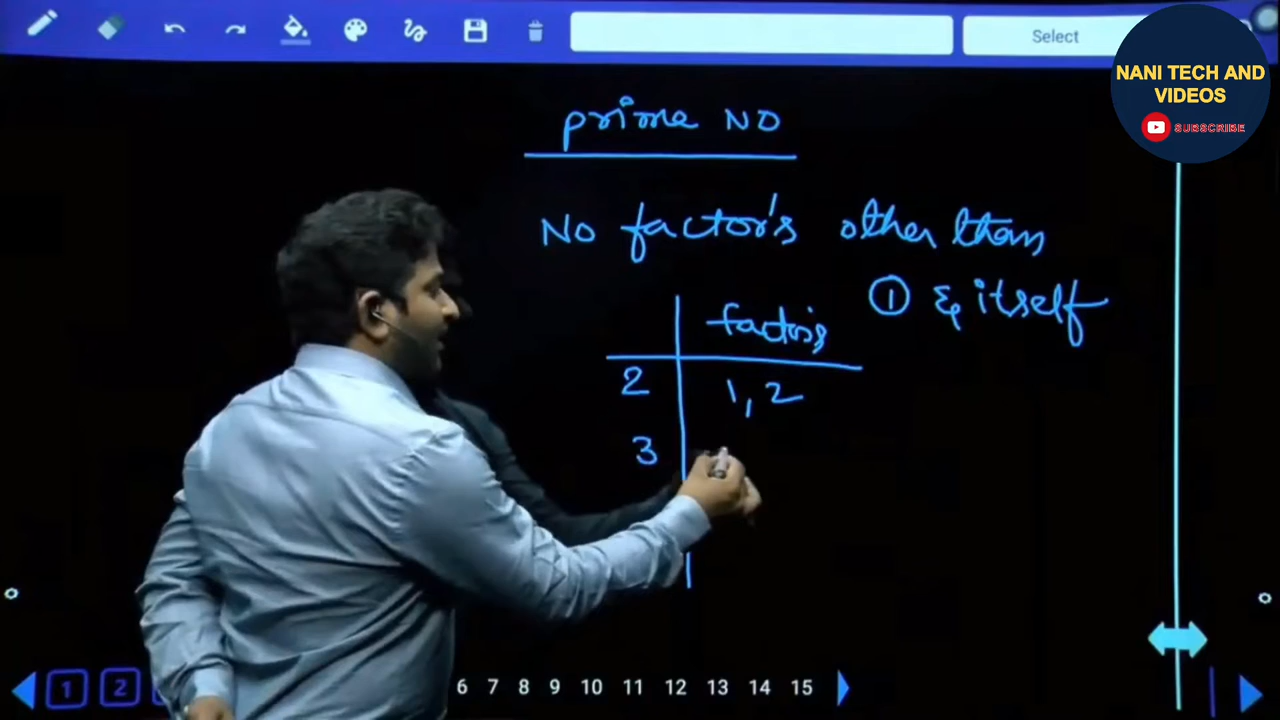 Select
NANI TECH AND
VIDEOS
SUBSCRIBE
prime NO
No factor's other than
① & itself
factor's
2 1, 2
3
1 2 6 7 8 9 10 11 12 13 14 15